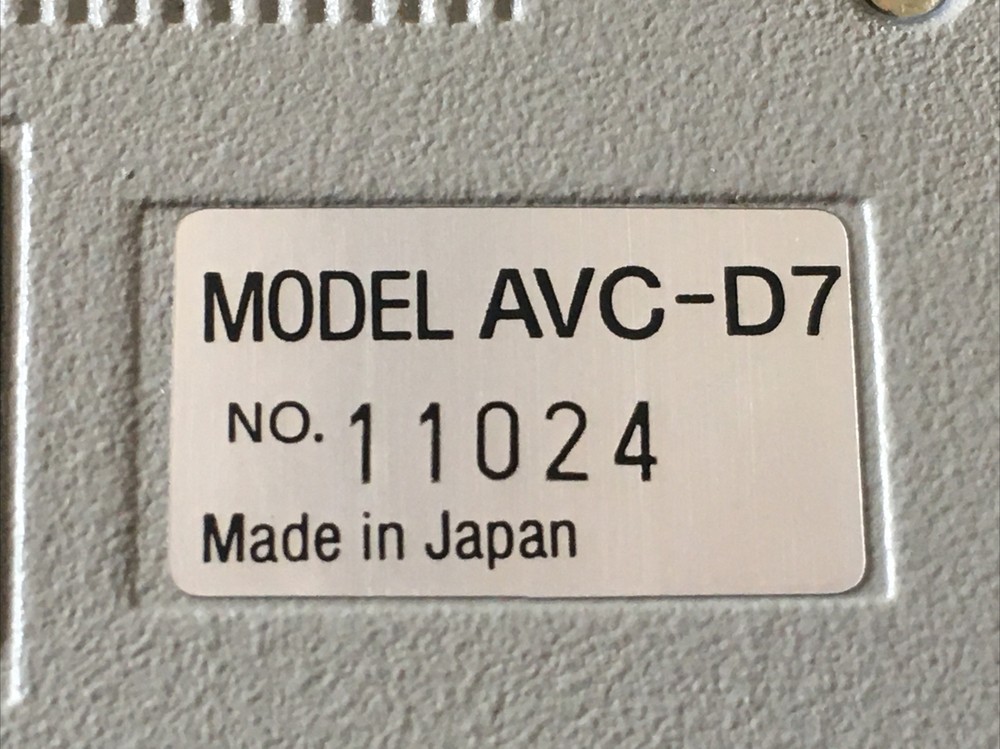 MODEL AVC-D7
NO. 11024
Made in Japan